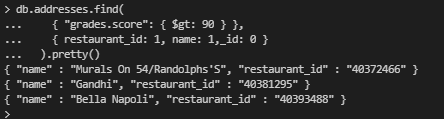 > db.addresses.find(
...     { "grades.score": { $gt: 90 } },
...     { restaurant_id: 1, name: 1,_id: 0 }
...   ).pretty()
{ "name" : "Murals On 54/Randolphs'S", "restaurant_id" : "40372466" }
{ "name" : "Gandhi", "restaurant_id" : "40381295" }
{ "name" : "Bella Napoli", "restaurant_id" : "40393488" }
>